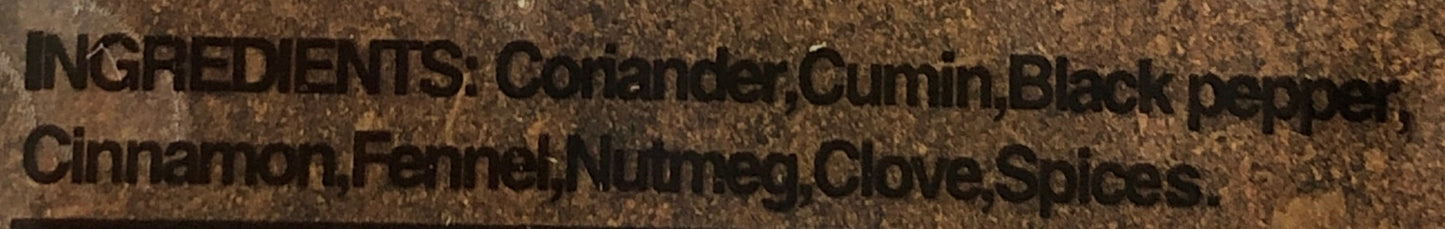 INGREDIENTS: Coriander,Cumin,Black pepper,
Cinnamon,Fennel,Nutmeg,Clove,Spices.